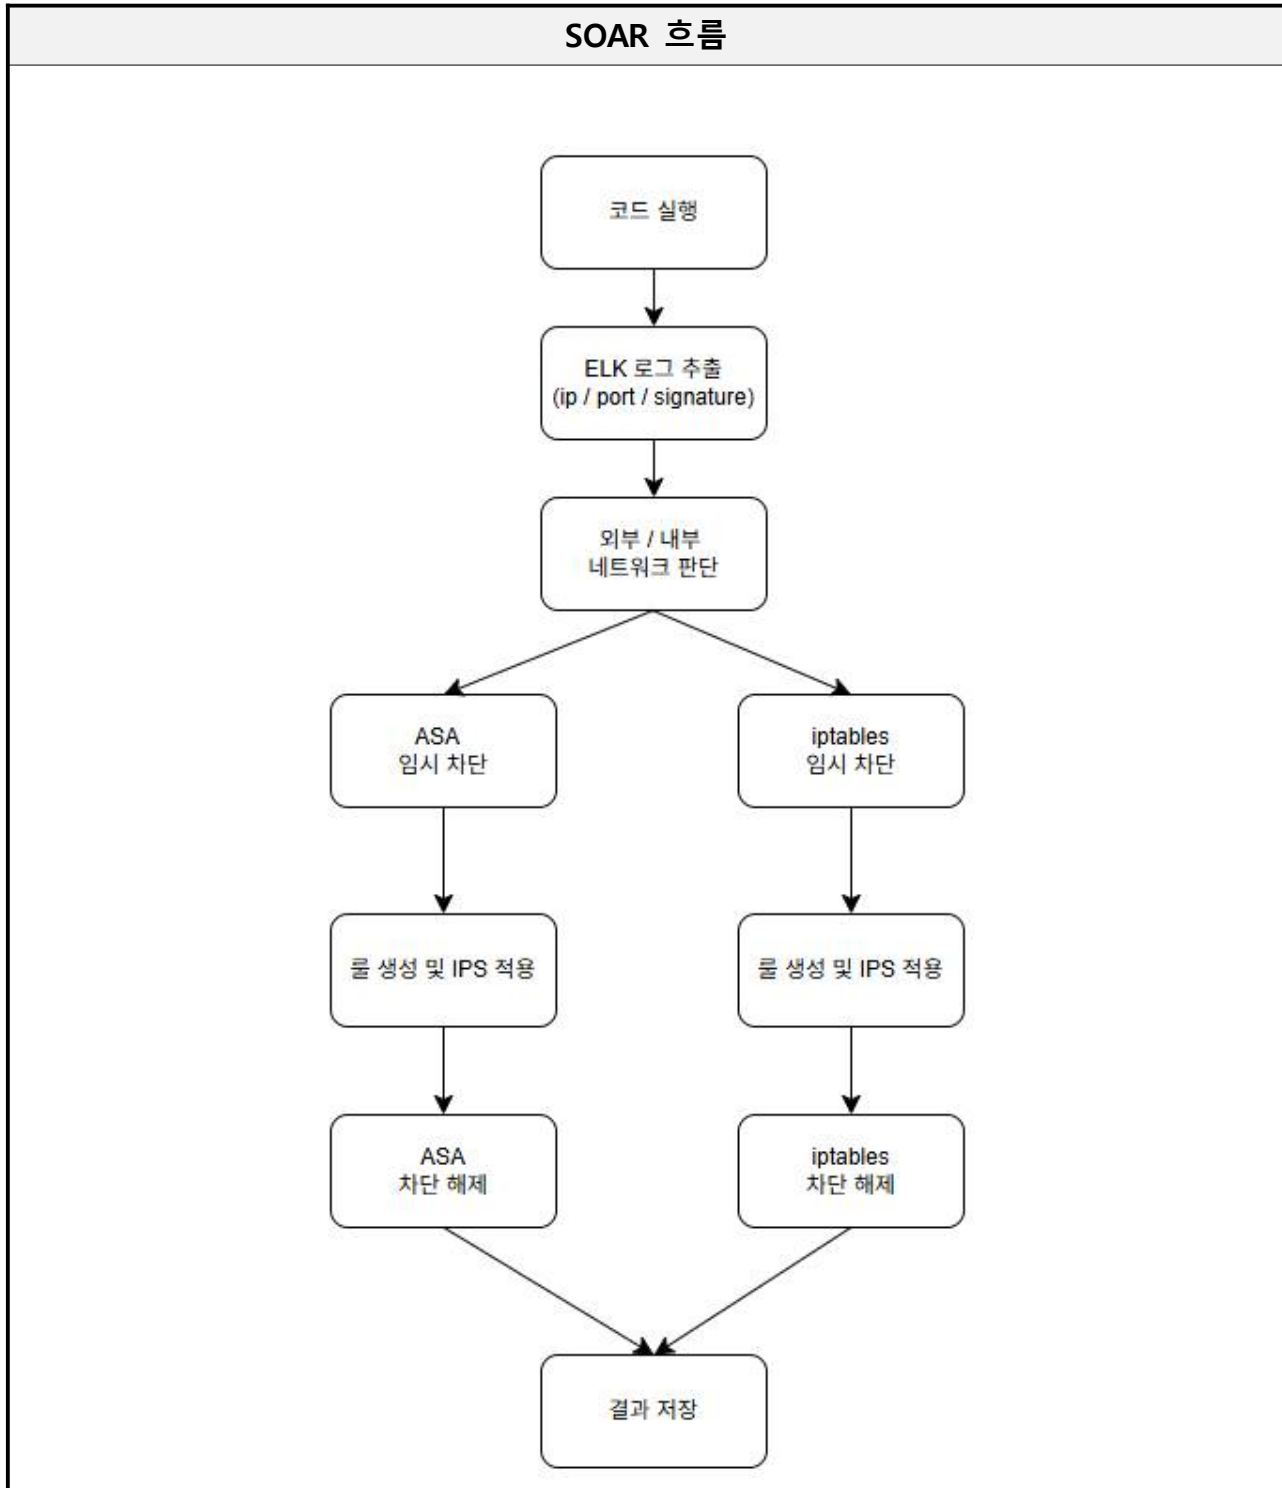 SOAR 흐름
코드 실행
ELK 로그 추출
(ip / port / signature)
외부 / 내부
네트워크 판단
ASA
임시 차단
iptables
임시 차단
룰 생성 및 IPS 적용
룰 생성 및 IPS 적용
ASA
차단 해제
iptables
차단 해제
결과 저장